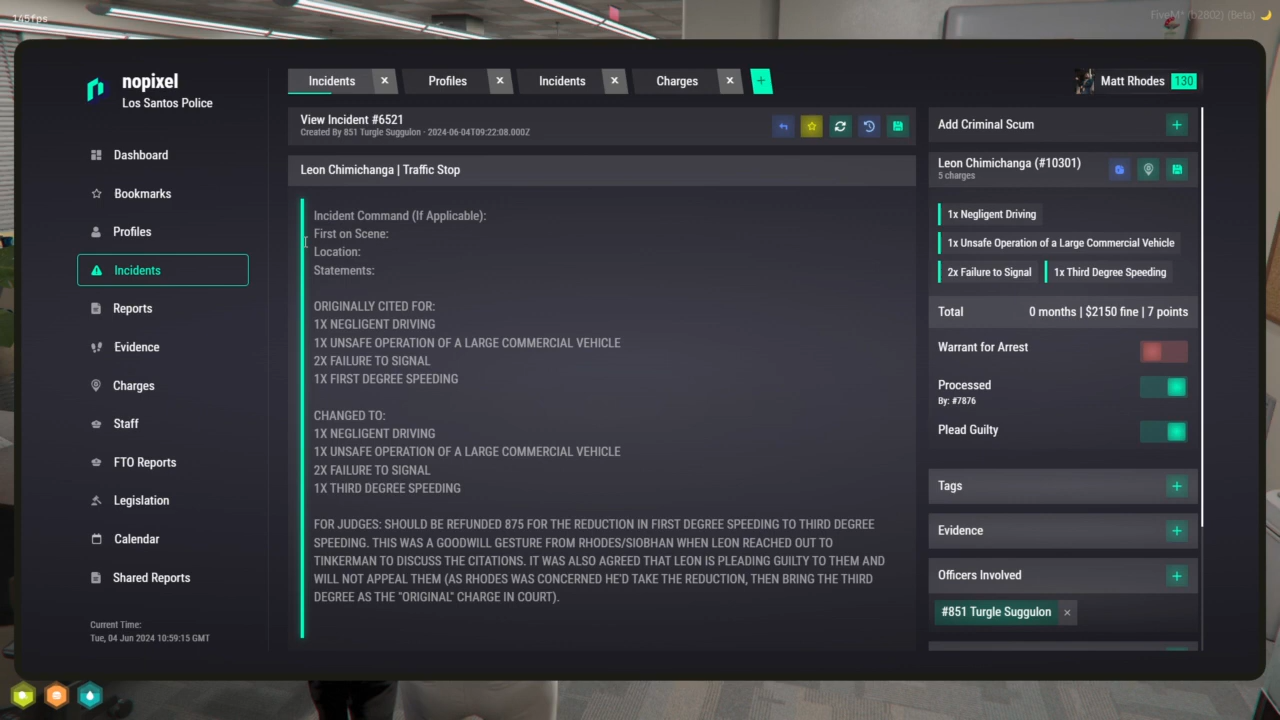 165fps
FiveM* (b2802) (Beta)
nopixel
Los Santos Police
Dashboard
Bookmarks
Profiles
Incidents
Reports
Evidence
Charges
Staff
FTO Reports
Legislation
Calendar
Shared Reports
Current Time:
Tue, 04 Jun 2024 10:59:15 GMT
Incidents × Profiles × Incidents × Charges × +
Matt Rhodes 130
View Incident #6521
Created By 851 Turgle Suggulon · 2024-06-04T09:22:08.000Z
Leon Chimichanga | Traffic Stop
Incident Command (If Applicable):
First on Scene:
Location:
Statements:
ORIGINALLY CITED FOR:
1X NEGLIGENT DRIVING
1X UNSAFE OPERATION OF A LARGE COMMERCIAL VEHICLE
2X FAILURE TO SIGNAL
1X FIRST DEGREE SPEEDING
CHANGED TO:
1X NEGLIGENT DRIVING
1X UNSAFE OPERATION OF A LARGE COMMERCIAL VEHICLE
2X FAILURE TO SIGNAL
1X THIRD DEGREE SPEEDING
FOR JUDGES: SHOULD BE REFUNDED 875 FOR THE REDUCTION IN FIRST DEGREE SPEEDING TO THIRD DEGREE
SPEEDING. THIS WAS A GOODWILL GESTURE FROM RHODES/SIOBHAN WHEN LEON REACHED OUT TO
TINKERMAN TO DISCUSS THE CITATIONS. IT WAS ALSO AGREED THAT LEON IS PLEADING GUILTY TO THEM AND
WILL NOT APPEAL THEM (AS RHODES WAS CONCERNED HE'D TAKE THE REDUCTION, THEN BRING THE THIRD
DEGREE AS THE "ORIGINAL" CHARGE IN COURT).
Add Criminal Scum +
Leon Chimichanga (#10301)
5 charges
1x Negligent Driving
1x Unsafe Operation of a Large Commercial Vehicle
2x Failure to Signal 1x Third Degree Speeding
Total 0 months | $2150 fine | 7 points
Warrant for Arrest
Processed
By: #7876
Plead Guilty
Tags +
Evidence +
Officers Involved +
#851 Turgle Suggulon ×